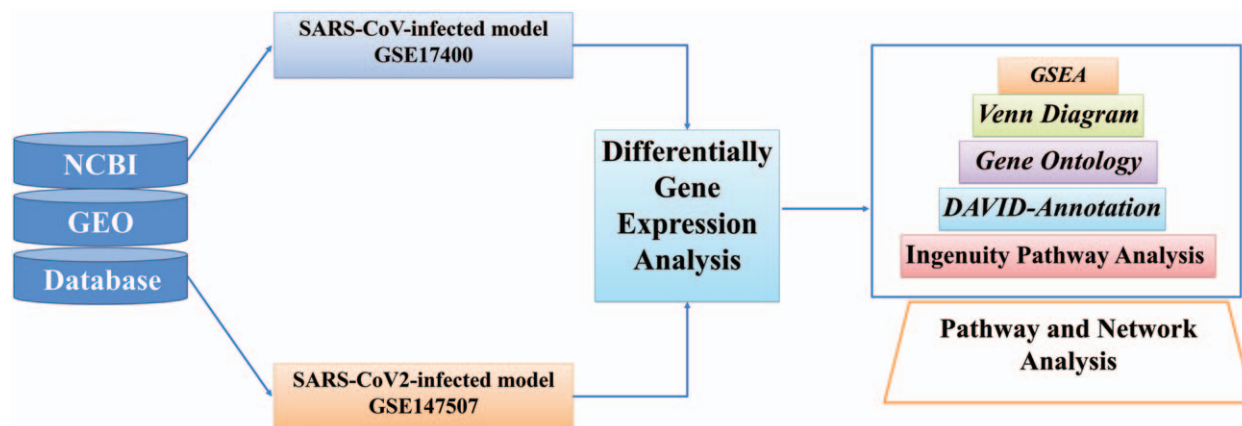 NCBI
GEO
Database
SARS-CoV-infected model
GSE17400
SARS-CoV2-infected model
GSE147507
Differentially
Gene
Expression
Analysis
GSEA
Venn Diagram
Gene Ontology
DAVID-Annotation
Ingenuity Pathway Analysis
Pathway and Network
Analysis